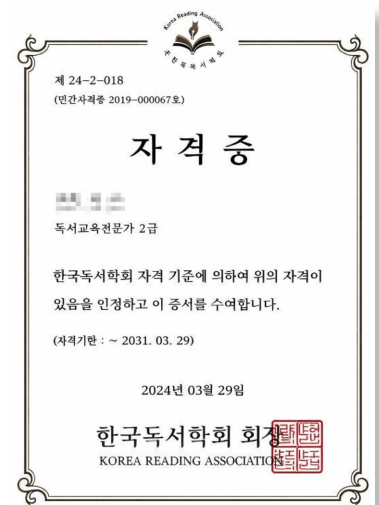 Korea Reading Association
제 24-2-018
(민간자격증 2019-000067호)
자 격 증
독서교육전문가 2급
한국독서학회 자격 기준에 의하여 위의 자격이
있음을 인정하고 이 증서를 수여합니다.
(자격기한 : ~ 2031. 03. 29)
2024년 03월 29일
한국독서학회 회장
KOREA READING ASSOCIATION